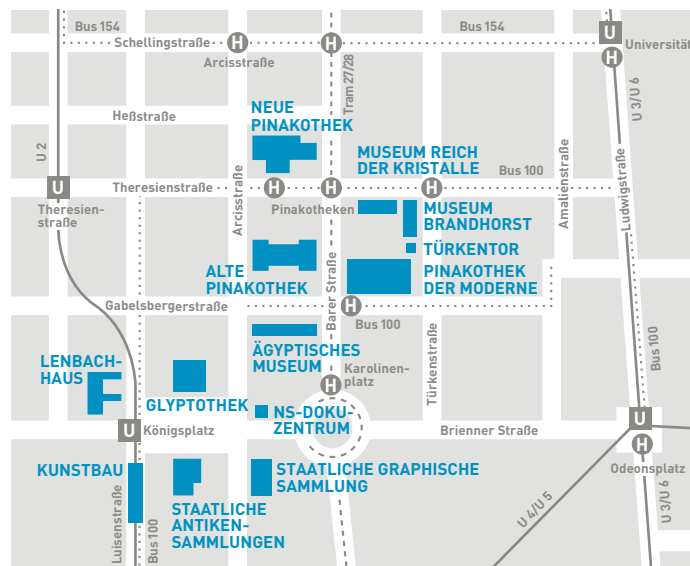 Bus 154
Bus 154
Schellingstraße
H
H
U
H
Universität
Arcisstraße
Tram 27/28
U 3/U 6
NEUE
PINAKOTHEK
Heßstraße
U 2
MUSEUM REICH
DER KRISTALLE
Bus 100
Amalienstraße
Ludwigstraße
Arcisstraße
U
Theresienstraße
H
H
H
Theresien-
straße
Pinakotheken
MUSEUM
BRANDHORST
TÜRKENTOR
ALTE
PINAKOTHEK
Barer Straße
PINAKOTHEK
DER MODERNE
Gabelsbergerstraße
H
Bus 100
Bus 100
ÄGYPTISCHES
MUSEUM
Türkenstraße
LENBACH-
HAUS
H
Karolinen-
platz
GLYPTOTHEK
NS-DOKU-
ZENTRUM
U
Königsplatz
Brienner Straße
U
H
Odeonsplatz
KUNSTBAU
STAATLICHE GRAPHISCHE
SAMMLUNG
STAATLICHE
ANTIKEN-
SAMMLUNGEN
Luisenstraße
Bus 100
U 4/U 5
U 3/U 6